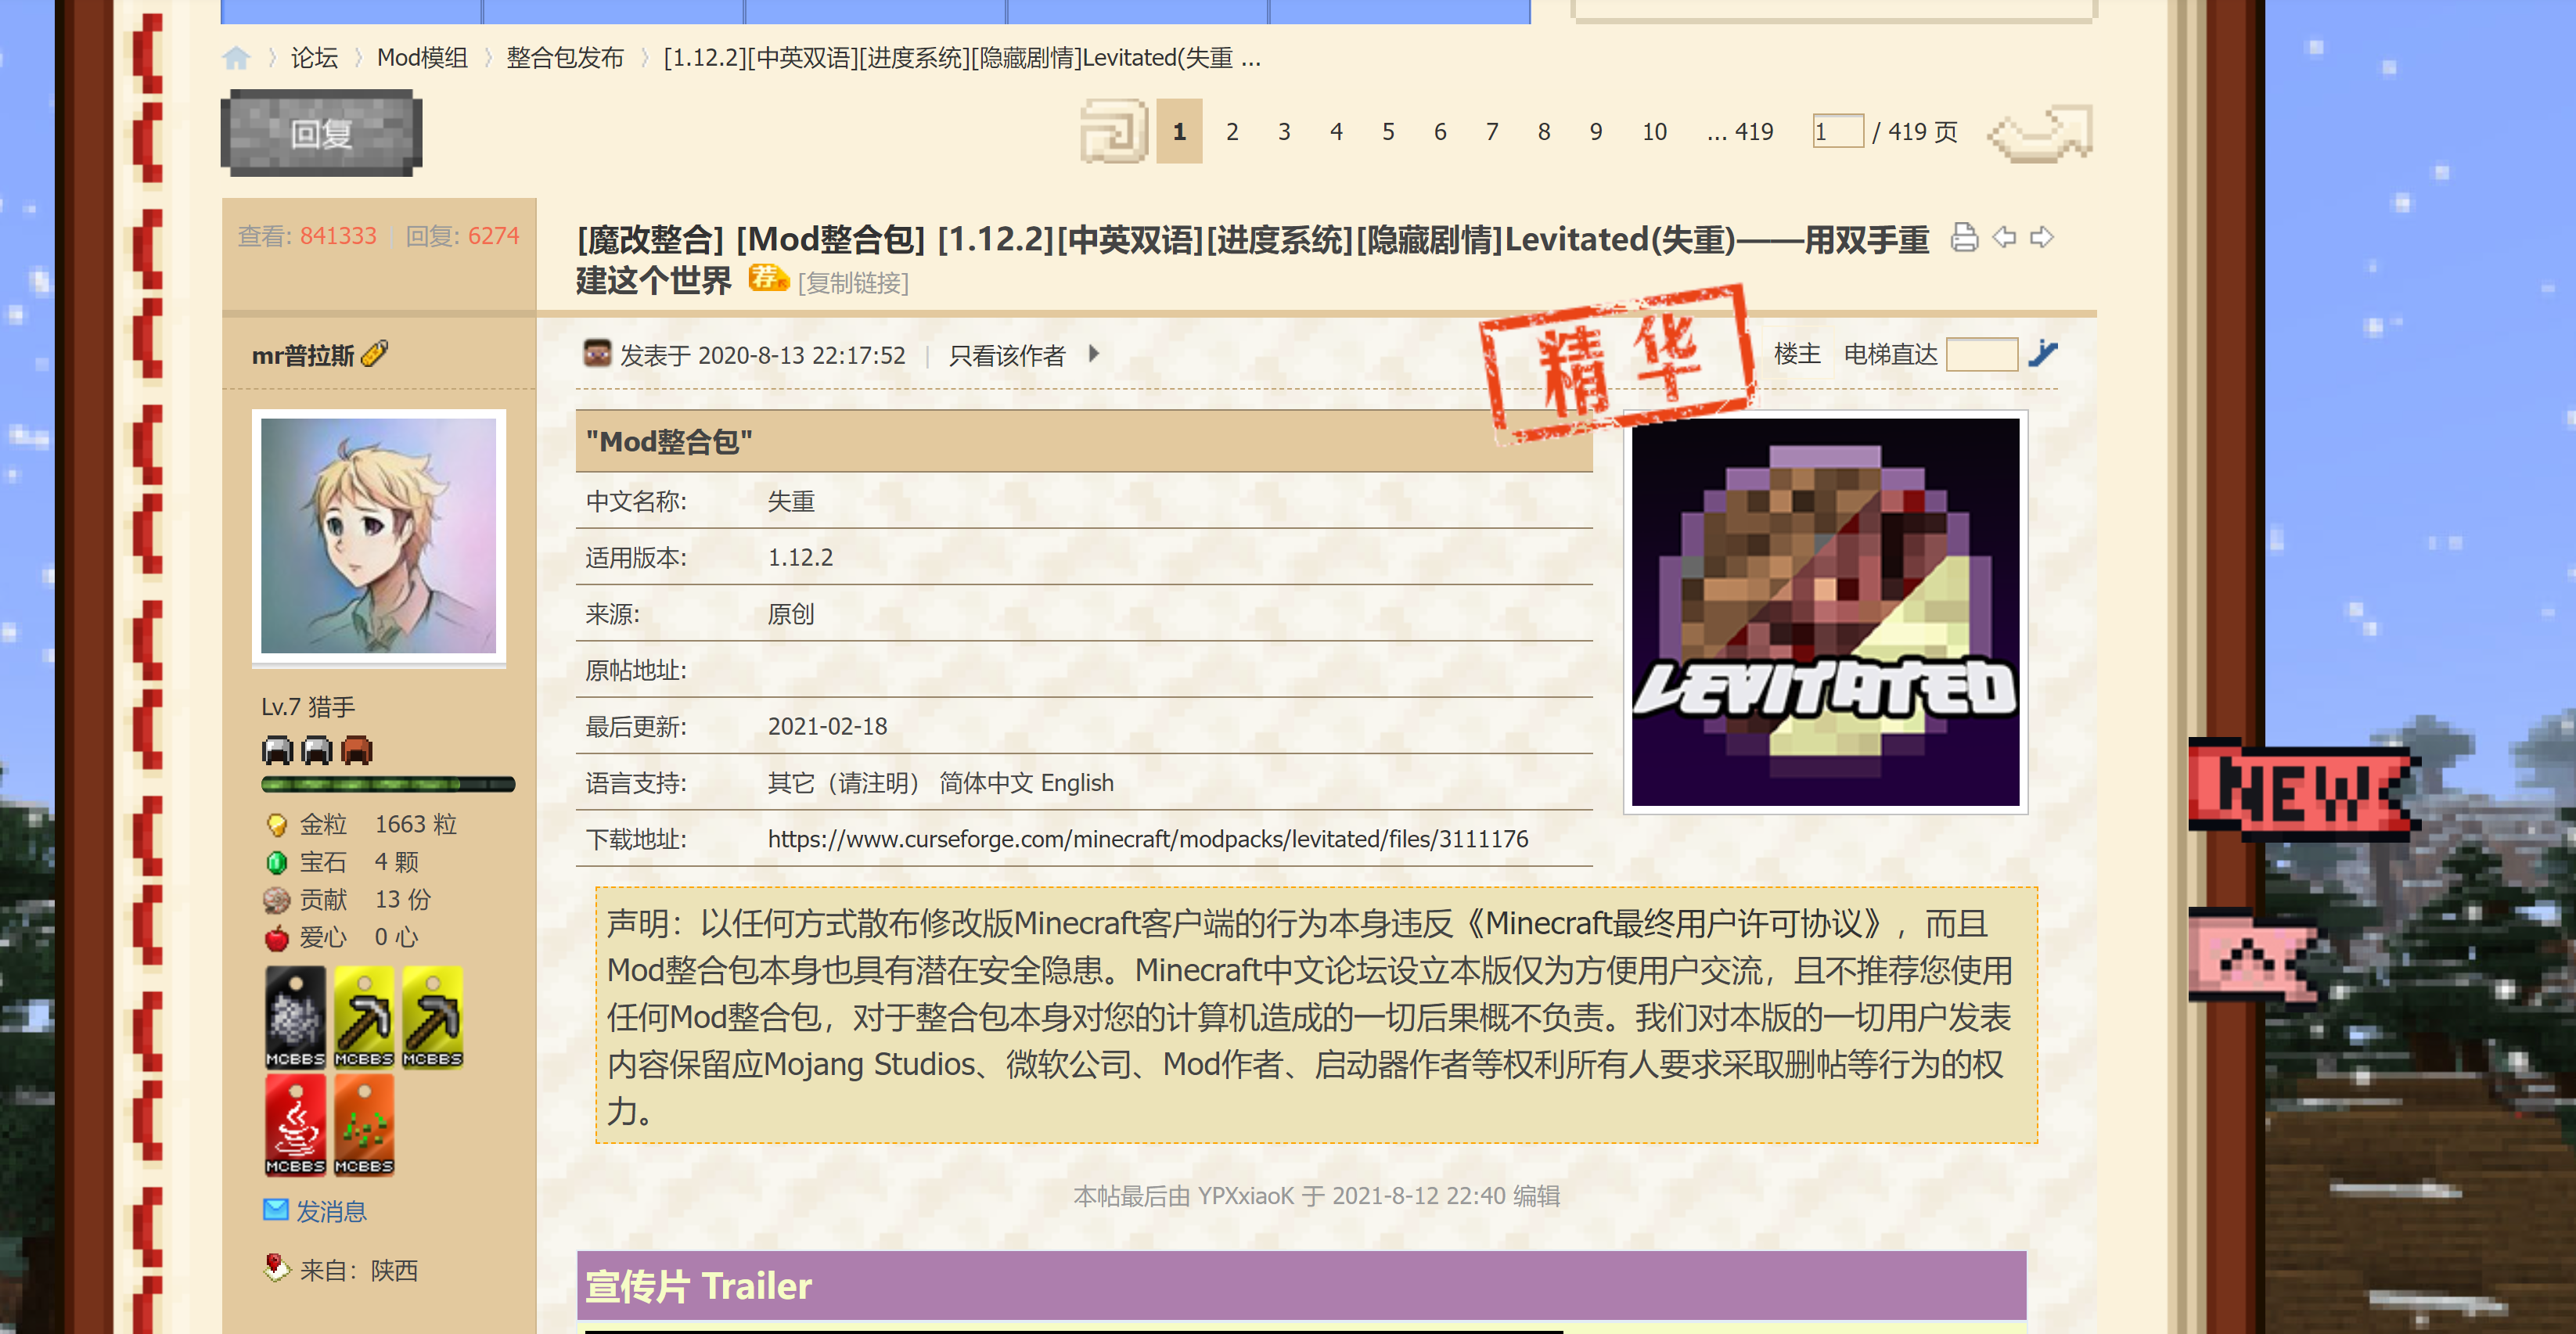 论坛 Mod模组 整合包发布 [1.12.2][中英双语][进度系统][隐藏剧情]Levitated(失重 ...
回复
1 2 3 4 5 6 7 8 9 10 ... 419 1 / 419 页
查看: 841333 | 回复: 6274
[魔改整合] [Mod整合包] [1.12.2][中英双语][进度系统][隐藏剧情]Levitated(失重)——用双手重
建这个世界 荐 [复制链接]
mr普拉斯
发表于 2020-8-13 22:17:52 | 只看该作者
精华
楼主 电梯直达
"Mod整合包"
中文名称: 失重
适用版本: 1.12.2
来源: 原创
原帖地址:
最后更新: 2021-02-18
语言支持: 其它（请注明） 简体中文 English
下载地址: https://www.curseforge.com/minecraft/modpacks/levitated/files/3111176
LEVITATED
Lv.7 猎手
金粒 1663 粒
宝石 4 颗
贡献 13 份
爱心 0 心
MCBBS MCBBS MCBBS
MCBBS MCBBS
发消息
来自：陕西
声明：以任何方式散布修改版Minecraft客户端的行为本身违反《Minecraft最终用户许可协议》，而且
Mod整合包本身也具有潜在安全隐患。Minecraft中文论坛设立本版仅为方便用户交流，且不推荐您使用
任何Mod整合包，对于整合包本身对您的计算机造成的一切后果概不负责。我们对本版的一切用户发表
内容保留应Mojang Studios、微软公司、Mod作者、启动器作者等权利所有人要求采取删帖等行为的权
力。
本帖最后由 YPXxiaoK 于 2021-8-12 22:40 编辑
宣传片 Trailer
NEW